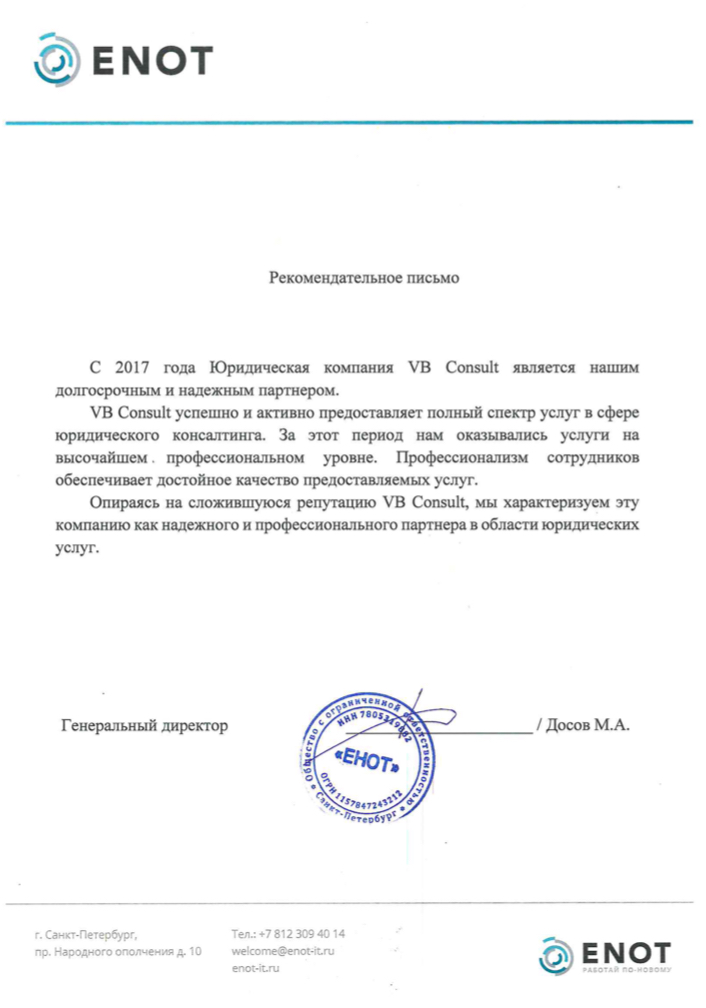 ENOT
Рекомендательное письмо
С 2017 года Юридическая компания VB Consult является нашим
долгосрочным и надежным партнером.
VB Consult успешно и активно предоставляет полный спектр услуг в сфере
юридического консалтинга. За этот период нам оказывались услуги на
высочайшем профессиональном уровне. Профессионализм сотрудников
обеспечивает достойное качество предоставляемых услуг.
Опираясь на сложившуюся репутацию VB Consult, мы характеризуем эту
компанию как надежного и профессионального партнера в области юридических
услуг.
Генеральный директор
/ Досов М.А.
Общество с ограниченной ответственностью
ИНН
«ЕНОТ»
ОГРН 1157847243212
Санкт-Петербург
г. Санкт-Петербург,
пр. Народного ополчения д. 10
Тел.: +7 812 309 40 14
welcome@enot-it.ru
enot-it.ru
ENOT
РАБОТАЙ ПО-НОВОМУ